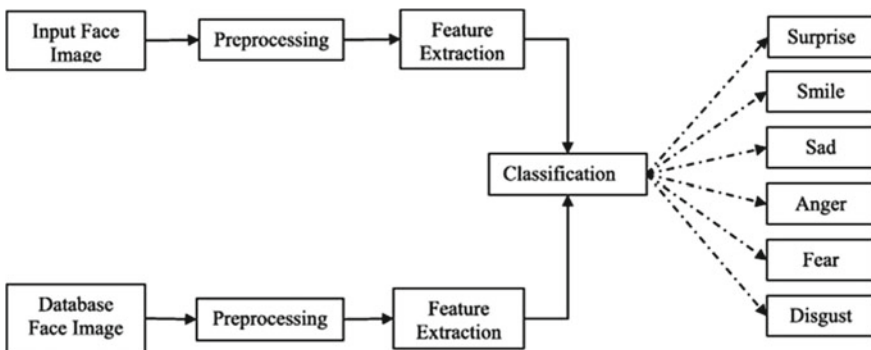 Input Face
Image
Preprocessing
Feature
Extraction
Classification
Database
Face Image
Preprocessing
Feature
Extraction
Surprise
Smile
Sad
Anger
Fear
Disgust